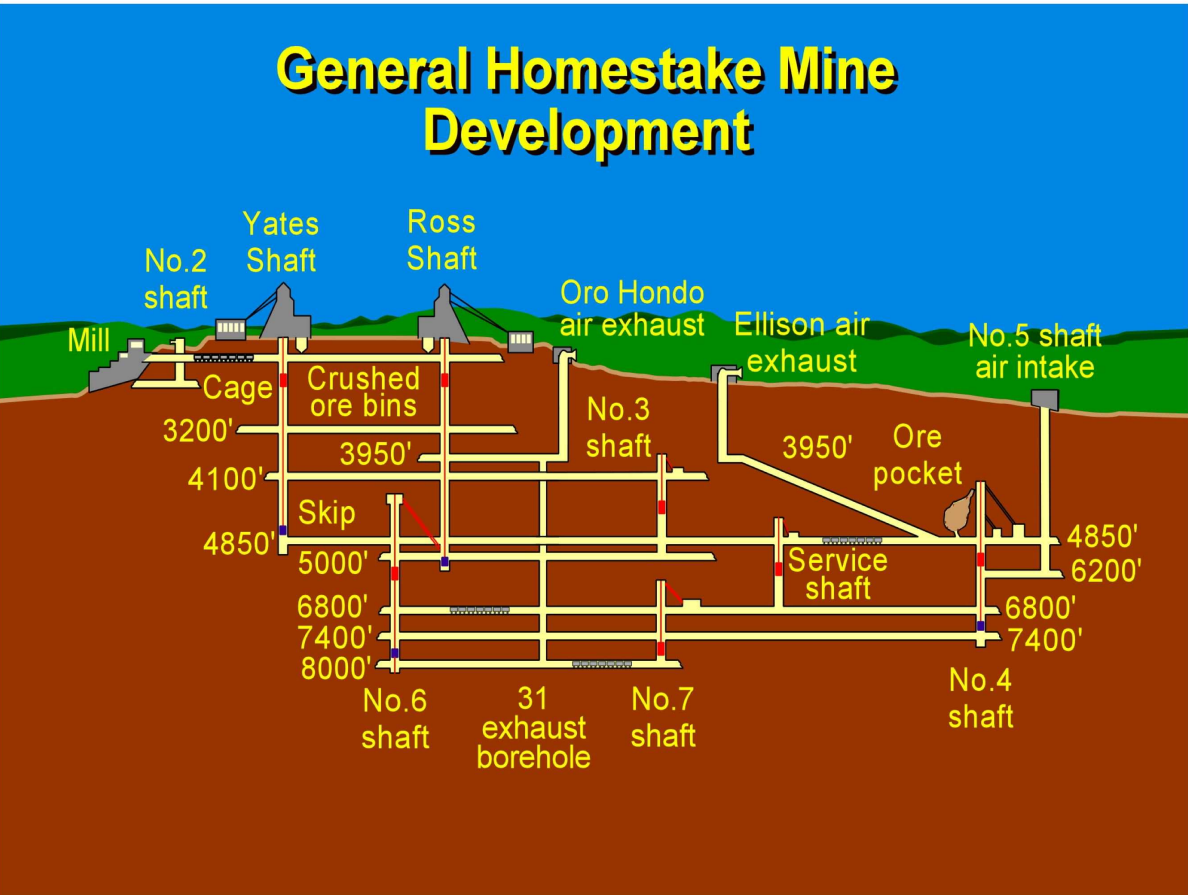 General Homestake Mine
Development
Yates
Shaft
Ross
Shaft
No.2
shaft
Oro Hondo
air exhaust
Ellison air
exhaust
No.5 shaft
air intake
Mill
Cage
Crushed
ore bins
No.3
shaft
3200'
3950'
3950'
Ore
pocket
4100'
Skip
4850'
4850'
5000'
Service
shaft
6200'
6800'
6800'
7400'
7400'
8000'
No.6
shaft
31
exhaust
borehole
No.7
shaft
No.4
shaft